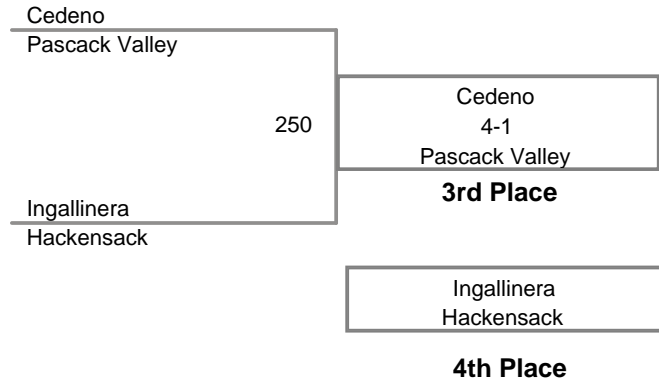 Cedeno
Pascack Valley
250
Cedeno
4-1
Pascack Valley
3rd Place
Ingallinera
Hackensack
Ingallinera
Hackensack
4th Place